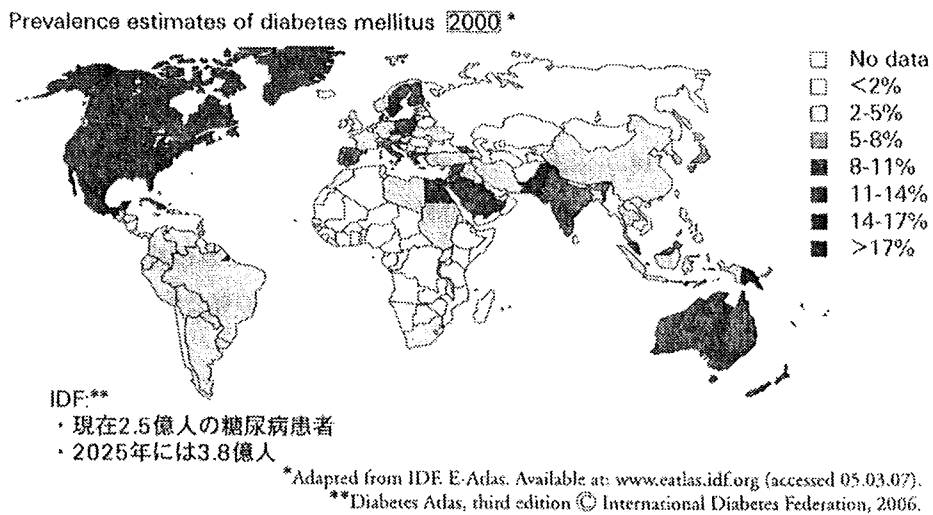 Prevalence estimates of diabetes mellitus 2000 *
No data
<2%
2-5%
5-8%
8-11%
11-14%
14-17%
>17%
IDF:**
・現在2.5億人の糖尿病患者
・2025年には3.8億人
*Adapred from IDF. E-Atlas. Available at: www.eatlas.idf.org (accessed 05.03.07).
**Diabetes Atlas, third edition © International Diabetes Federation, 2006.